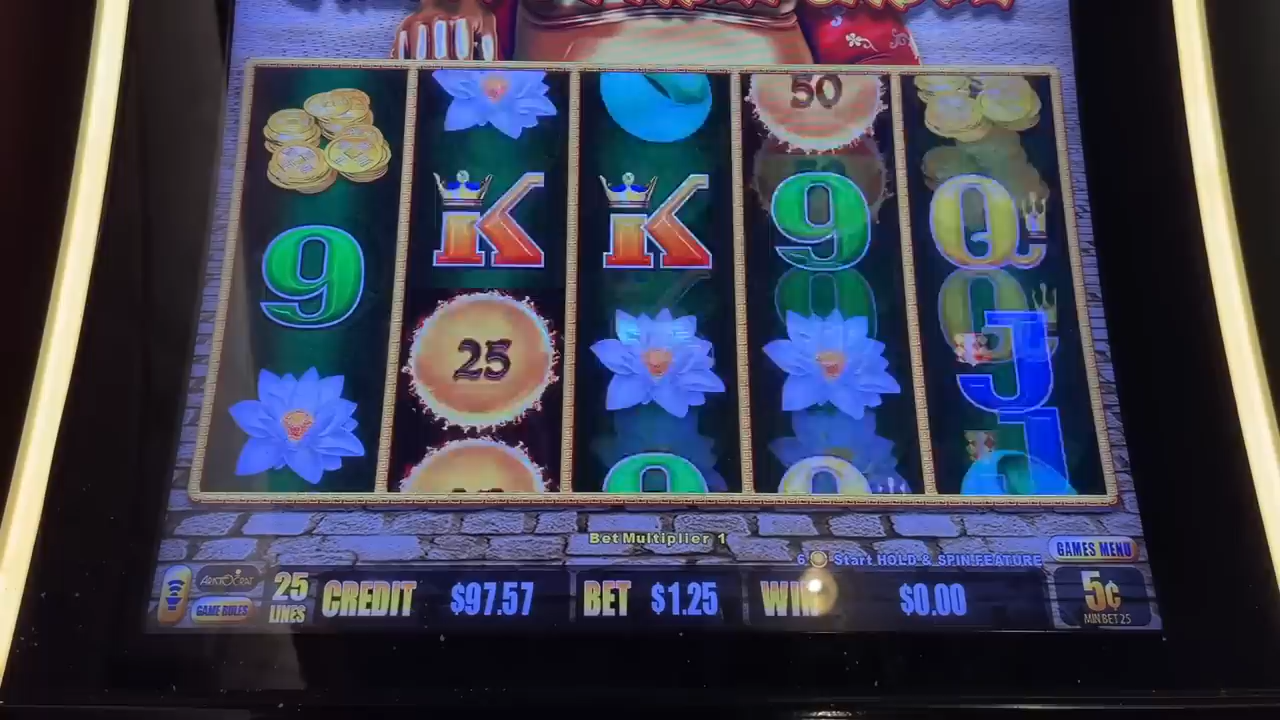 50
9 K K 9 Q
25
J
9
Bet Multiplier 1
6 Start HOLD & SPIN FEATURE
GAMES MENU
ARISTOCRAT
GAME RULES
25 LINES
CREDIT $97.57
BET $1.25
WIN $0.00
5¢
MIN BET 25